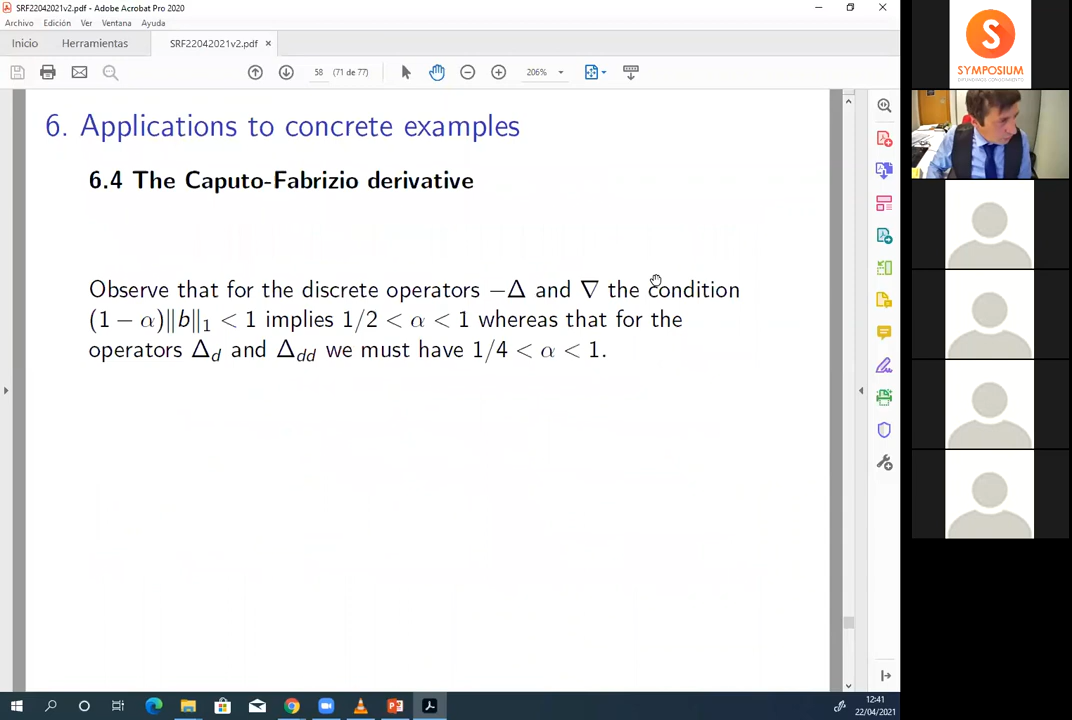 SRF22042021v2.pdf - Adobe Acrobat Pro 2020
Archivo Edición Ver Ventana Ayuda
Inicio Herramientas SRF22042021v2.pdf ×
58 (71 de 77) 206%
6. Applications to concrete examples
6.4 The Caputo-Fabrizio derivative
Observe that for the discrete operators −Δ and ∇ the condition
(1 − α)‖b‖₁ < 1 implies 1/2 < α < 1 whereas that for the
operators Δ_d and Δ_dd we must have 1/4 < α < 1.
S
SYMPOSIUM
12:41
22/04/2021